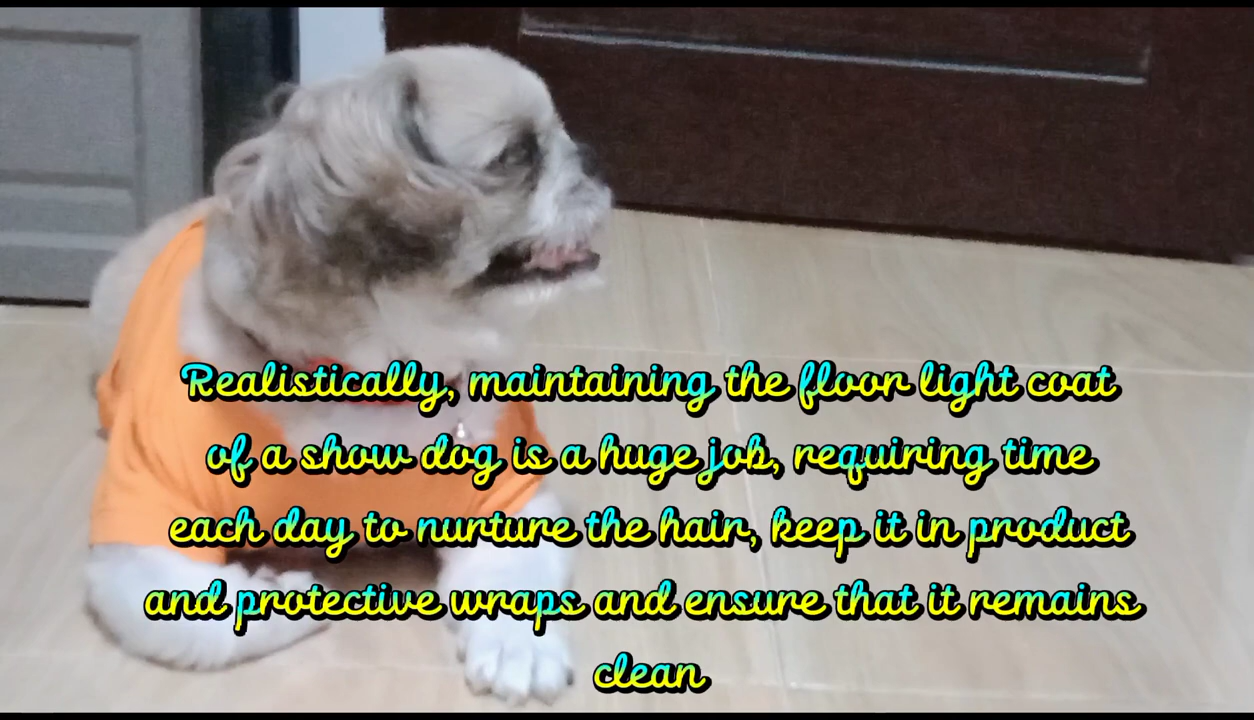 Realistically, maintaining the floor light coat
of a show dog is a huge job, requiring time
each day to nurture the hair, keep it in product
and protective wraps and ensure that it remains
clean